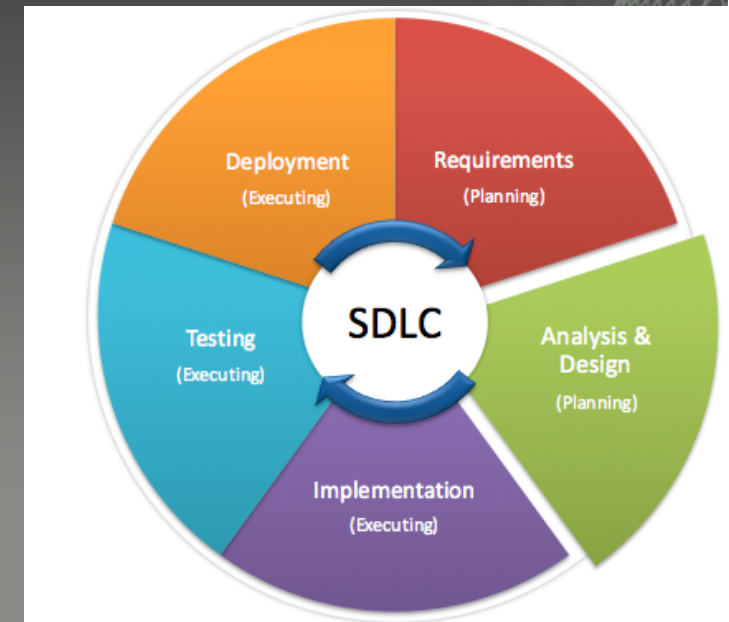 Deployment
(Executing)
Requirements
(Planning)
SDLC
Analysis &
Design
(Planning)
Testing
(Executing)
Implementation
(Executing)